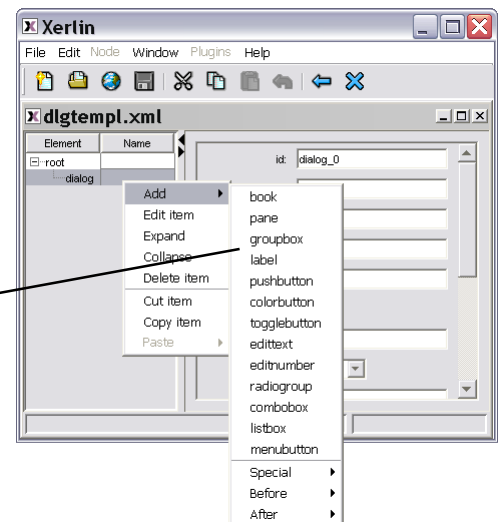 Xerlin
File Edit Node Window Plugins Help
dlgtempl.xml
Element Name
root
dialog
id: dialog_0
Add
Edit item
Expand
Collapse
Delete item
Cut item
Copy item
Paste
book
pane
groupbox
label
pushbutton
colorbutton
togglebutton
edittext
editnumber
radiogroup
combobox
listbox
menubutton
Special
Before
After